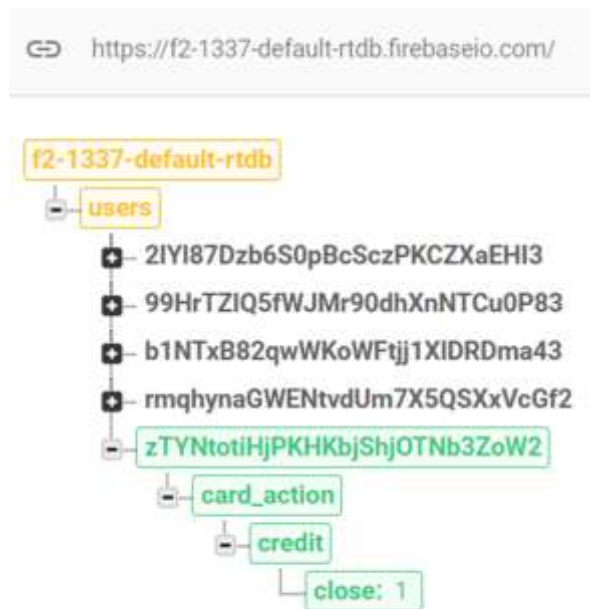 https://f2-1337-default-rtdb.firebaseio.com/
f2-1337-default-rtdb
users
2IYI87Dzb6S0pBcSczPKCZXaEHI3
99HrTZIQ5fWJMr90dhXnNTCu0P83
b1NTxB82qwWKoWFtjj1XIDRDma43
rmqhynaGWENtvdUm7X5QSXxVcGf2
zTYNtotiHjPKHKbjShjOTNb3ZoW2
card_action
credit
close: 1